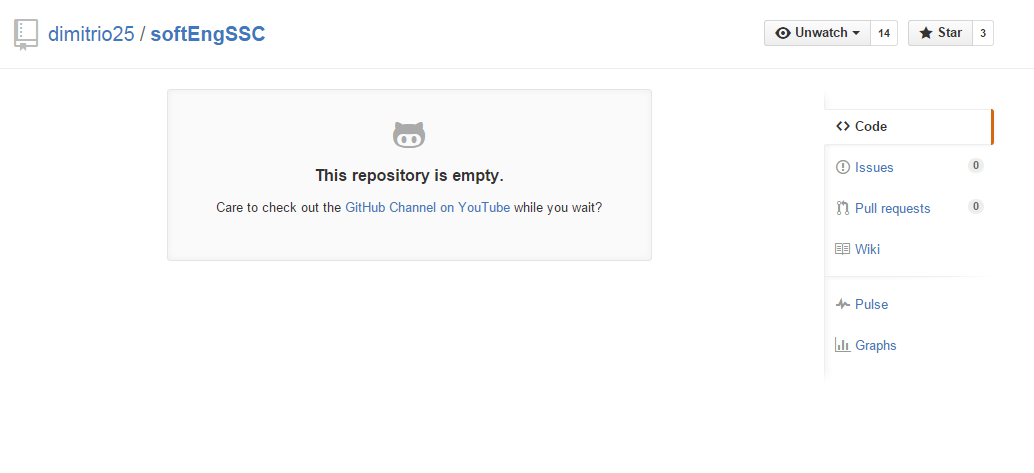 dimitrio25 / softEngSSC
Unwatch 14 Star 3
This repository is empty.
Care to check out the GitHub Channel on YouTube while you wait?
Code
Issues 0
Pull requests 0
Wiki
Pulse
Graphs